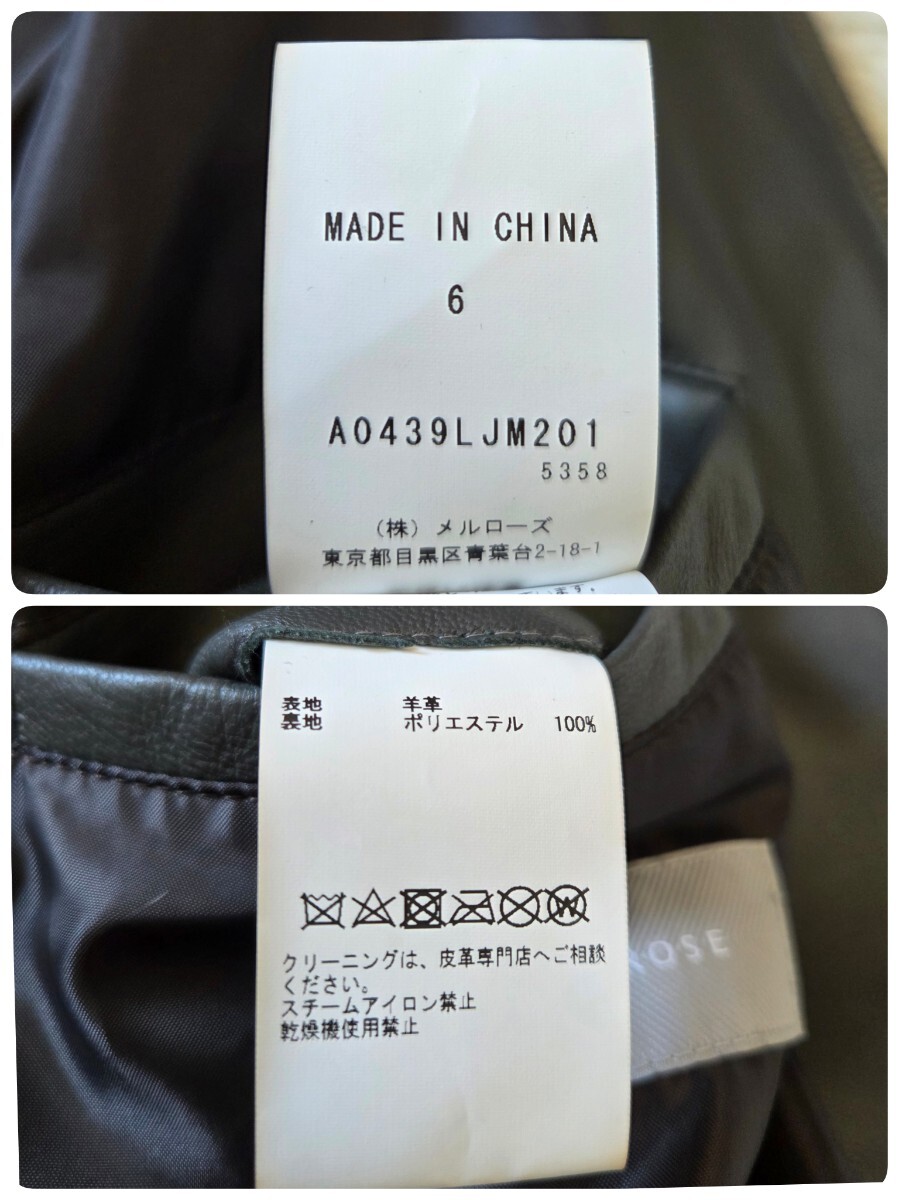 MADE IN CHINA
6
A0439LJM201
5358
(株) メルローズ
東京都目黒区青葉台2-18-1
います。
表地 羊革
裏地 ポリエステル 100%
W
クリーニングは、皮革専門店へご相談
ください。
スチームアイロン禁止
乾燥機使用禁止
ROSE